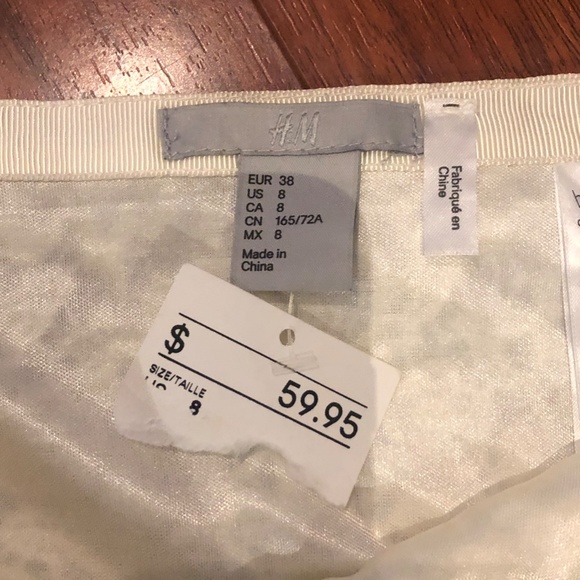 H&M
EUR 38
US 8
CA 8
CN 165/72A
MX 8
Made in
China
Fabriqué en
Chine
$
59.95
SIZE/TAILLE
8